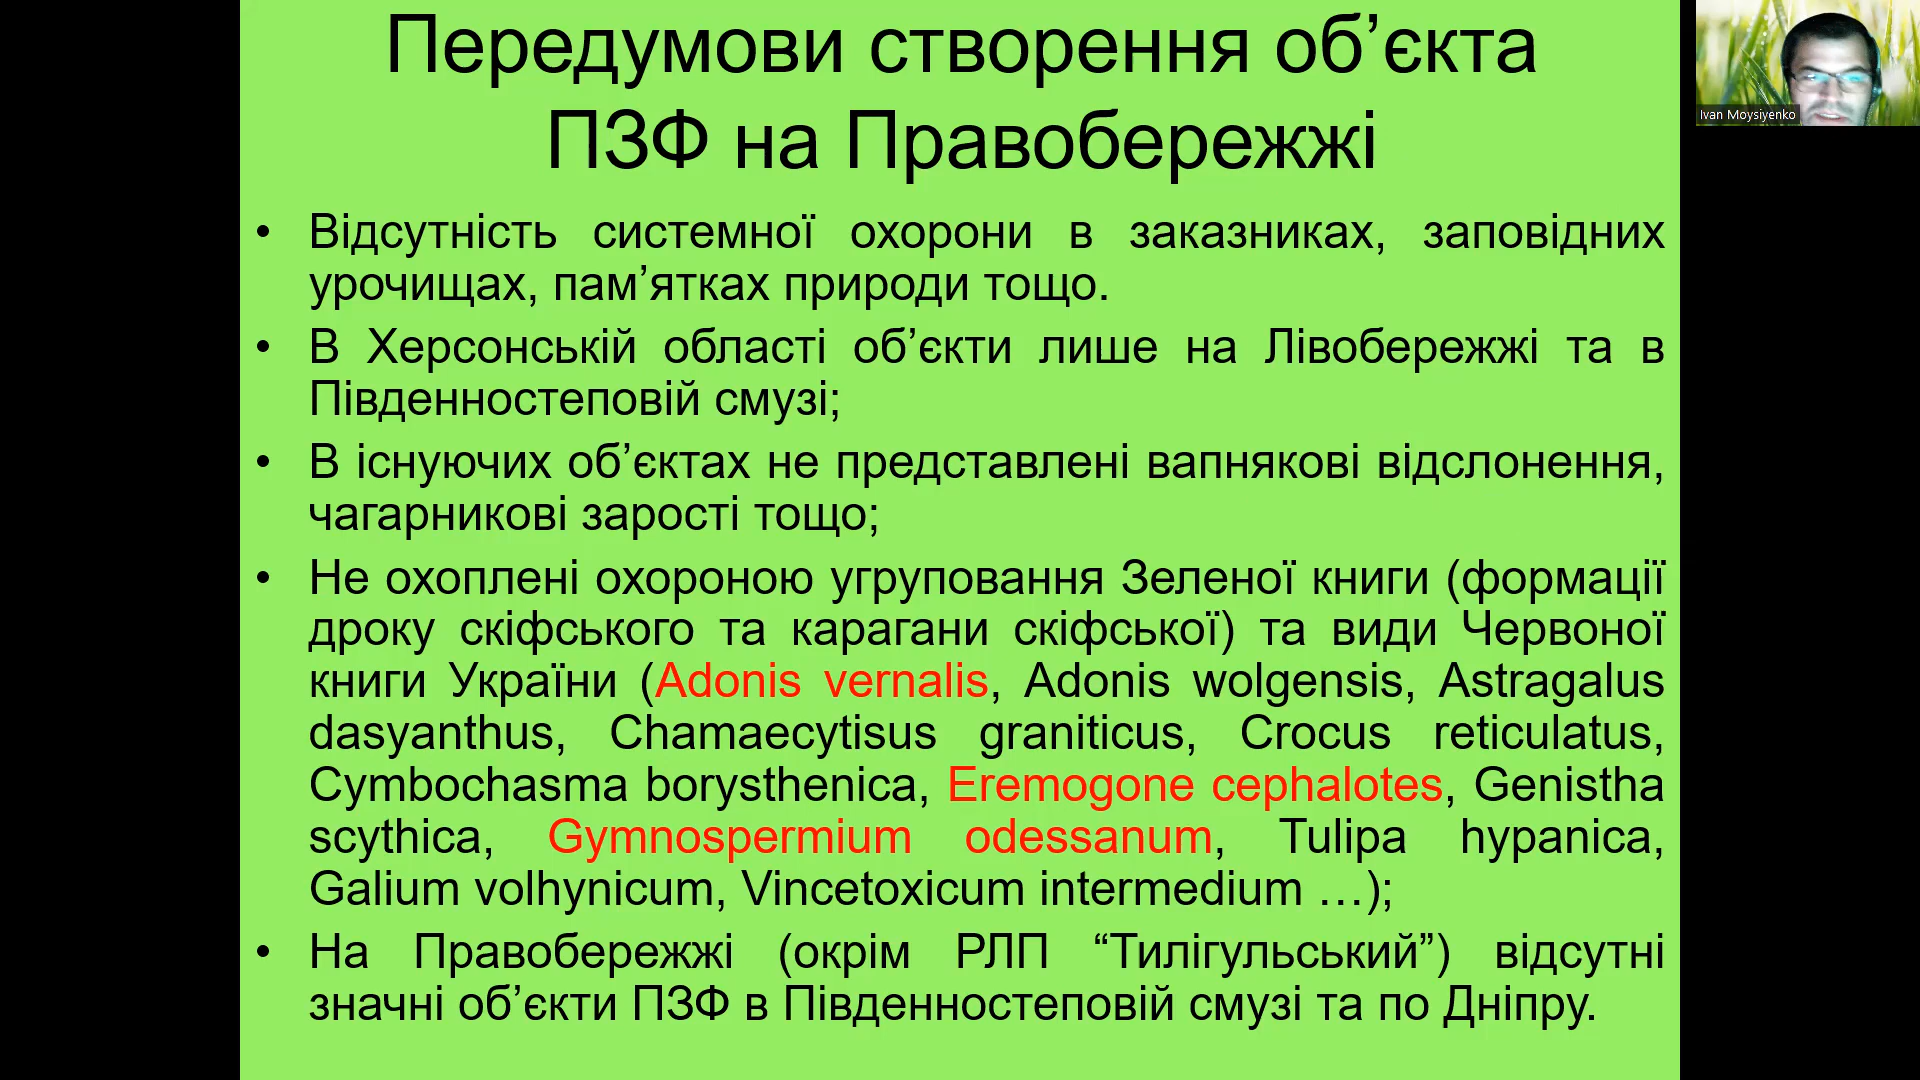 Передумови створення об’єкта
ПЗФ на Правобережжі
• Відсутність системної охорони в заказниках, заповідних
урочищах, пам’ятках природи тощо.
• В Херсонській області об’єкти лише на Лівобережжі та в
Південностеповій смузі;
• В існуючих об’єктах не представлені вапнякові відслонення,
чагарникові зарості тощо;
• Не охоплені охороною угруповання Зеленої книги (формації
дроку скіфського та карагани скіфської) та види Червоної
книги України (Adonis vernalis, Adonis wolgensis, Astragalus
dasyanthus, Chamaecytisus graniticus, Crocus reticulatus,
Cymbochasma borysthenica, Eremogone cephalotes, Genistha
scythica, Gymnospermium odessanum, Tulipa hypanica,
Galium volhynicum, Vincetoxicum intermedium …);
• На Правобережжі (окрім РЛП “Тилігульський”) відсутні
значні об’єкти ПЗФ в Південностеповій смузі та по Дніпру.
Ivan Moysiyenko